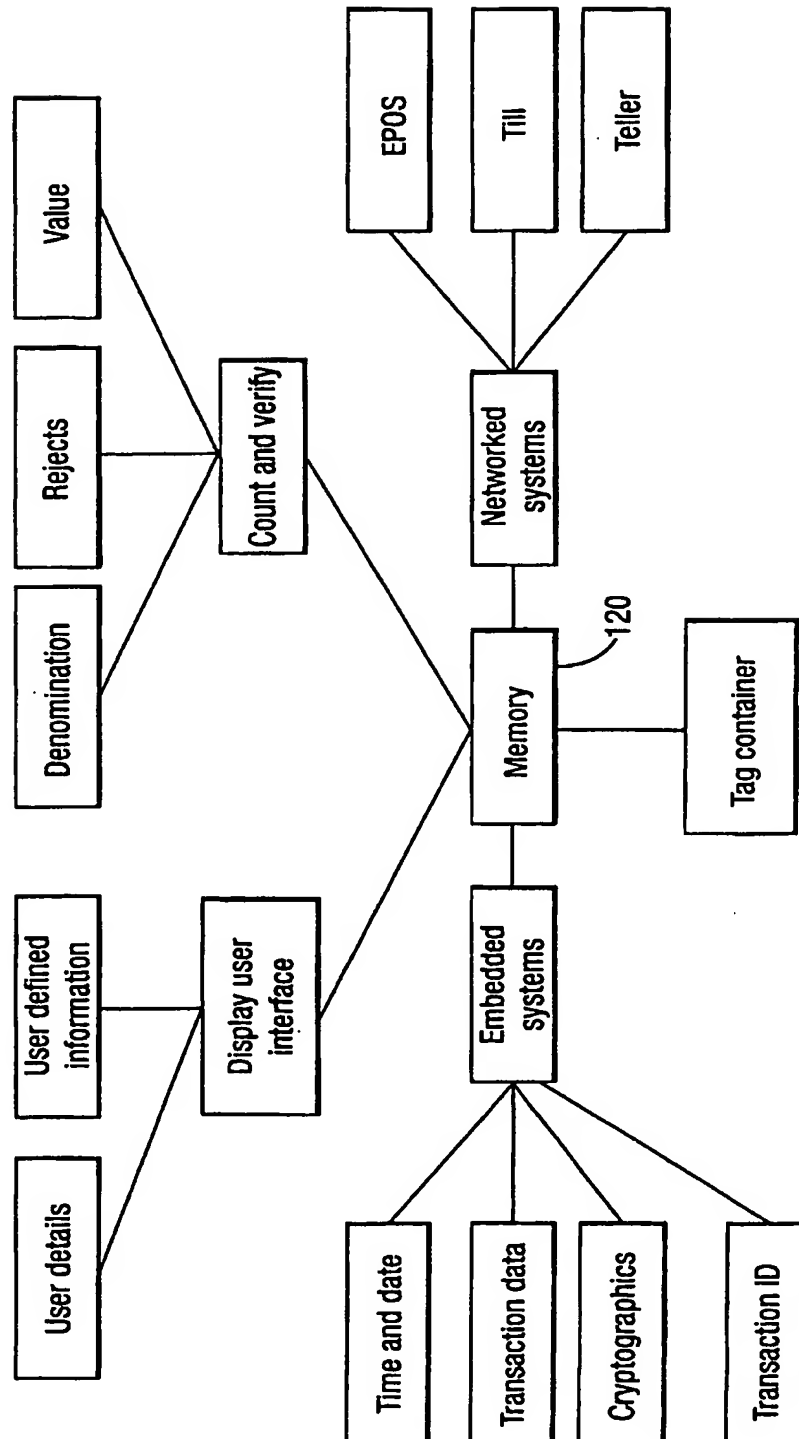 User details
User defined
information
Denomination
Rejects
Value
Display user
interface
Count and verify
Time and date
Transaction data
Cryptographics
Transaction ID
Embedded
systems
Memory
120
Networked
systems
EPOS
Till
Teller
Tag container